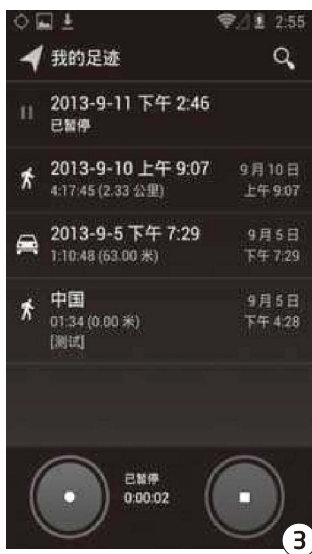 2:55
我的足迹
2013-9-11 下午 2:46
已暂停
2013-9-10 上午 9:07
9月10日
4:17:45 (2.33 公里)
上午 9:07
2013-9-5 下午 7:29
9月5日
1:10:48 (63.00 米)
下午 7:29
中国
9月5日
01:34 (0.00 米)
下午 4:28
[测试]
已暂停
0:00:02
3